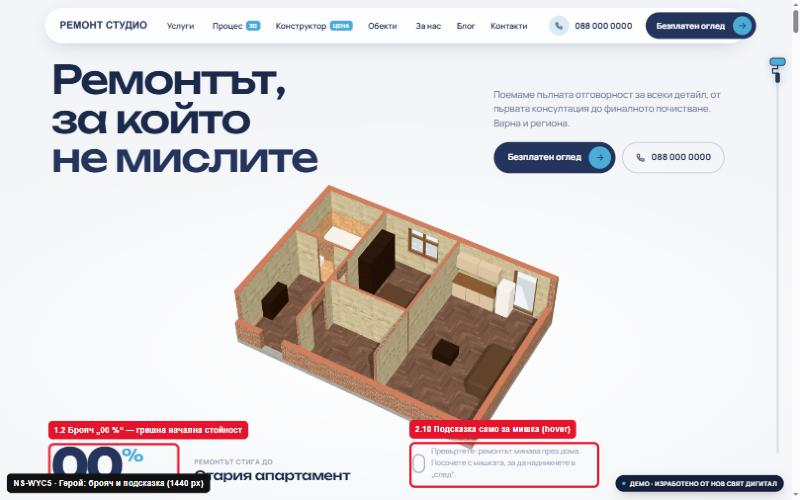 РЕМОНТ СТУДИО
Услуги
Процес 3D
Конструктор ЦЕНА
Обекти
За нас
Блог
Контакти
088 000 0000
Безплатен оглед
Ремонтът,
за който
не мислите
Поемаме пълната отговорност за всеки детайл, от
първата консултация до финалното почистване.
Варна и региона.
Безплатен оглед
088 000 0000
1.2 Брояч „00 %“ — грешна начална стойност
00%
РЕМОНТЪТ СТИГА ДО
Стария апартамент
2.10 Подсказка само за мишка (hover)
Превъртете: ремонтът минава през дома.
Посочете с мишката, за да надникнете в
„след“.
NS-WYC5 · Герой: брояч и подсказка (1440 px)
ДЕМО · ИЗРАБОТЕНО ОТ НОВ СВЯТ ДИГИТАЛ